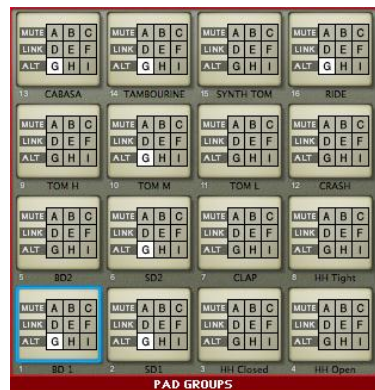 MUTE A B C MUTE A B C MUTE A B C MUTE A B C
LINK D E F LINK D E F LINK D E F LINK D E F
ALT G H I ALT G H I ALT G H I ALT G H I
13 CABASA 14 TAMBOURINE 15 SYNTH TOM 16 RIDE
MUTE A B C MUTE A B C MUTE A B C MUTE A B C
LINK D E F LINK D E F LINK D E F LINK D E F
ALT G H I ALT G H I ALT G H I ALT G H I
9 TOM H 10 TOM M 11 TOM L 12 CRASH
MUTE A B C MUTE A B C MUTE A B C MUTE A B C
LINK D E F LINK D E F LINK D E F LINK D E F
ALT G H I ALT G H I ALT G H I ALT G H I
5 BD2 6 SD2 7 CLAP 8 HH Tight
MUTE A B C MUTE A B C MUTE A B C MUTE A B C
LINK D E F LINK D E F LINK D E F LINK D E F
ALT G H I ALT G H I ALT G H I ALT G H I
1 BD 1 2 SD1 3 HH Closed 4 HH Open
PAD GROUPS